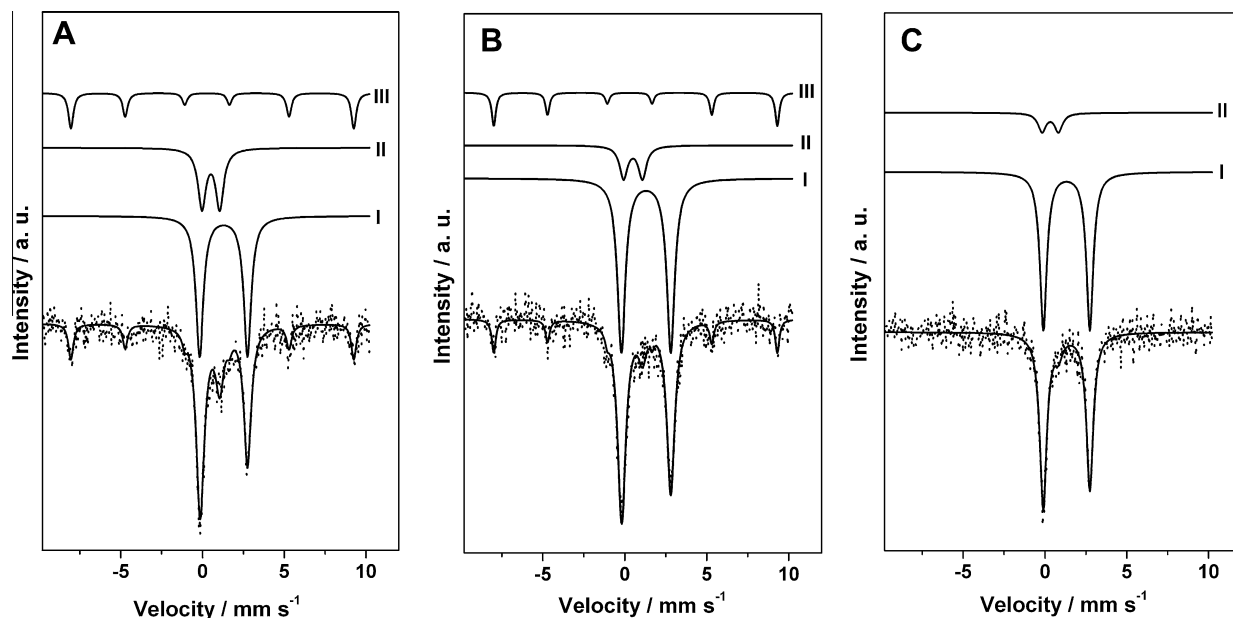 A
III
II
I
Intensity / a. u.
-5 0 5 10
Velocity / mm s⁻¹
B
III
II
I
Intensity / a. u.
-5 0 5 10
Velocity / mm s⁻¹
C
II
I
Intensity / a. u.
-5 0 5 10
Velocity / mm s⁻¹